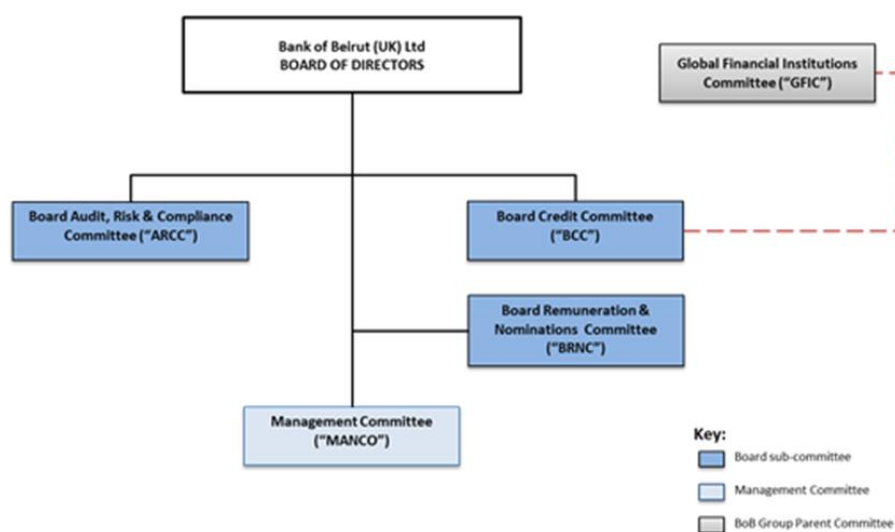 Bank of Beirut (UK) Ltd
BOARD OF DIRECTORS
Global Financial Institutions
Committee ("GFIC")
Board Audit, Risk & Compliance
Committee ("ARCC")
Board Credit Committee
("BCC")
Board Remuneration &
Nominations Committee
("BRNC")
Management Committee
("MANCO")
Key:
Board sub-committee
Management Committee
BoB Group Parent Committee